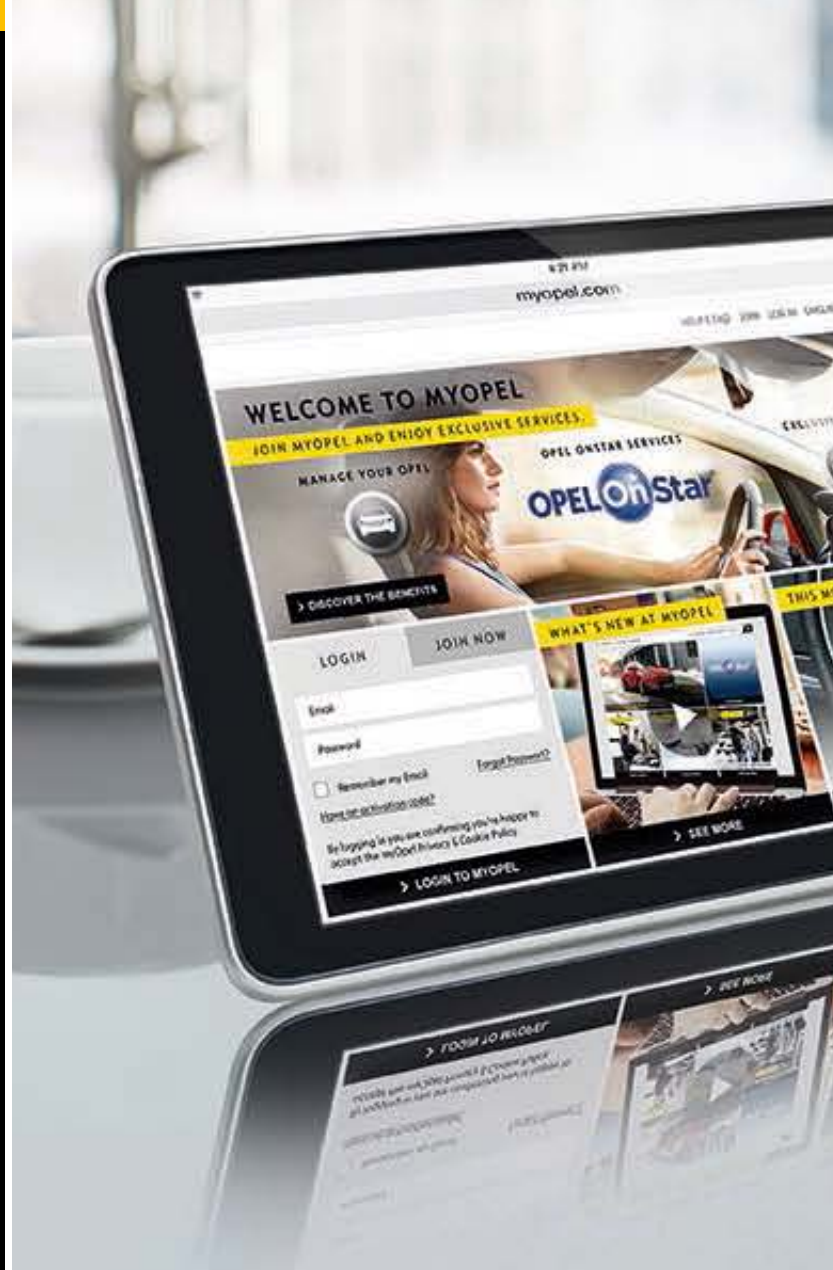 myopel.com
WELCOME TO MYOPEL
JOIN MYOPEL AND ENJOY EXCLUSIVE SERVICES.
MANAGE YOUR OPEL
OPEL ONSTAR SERVICES
OPEL OnStar
> DISCOVER THE BENEFITS
LOGIN
JOIN NOW
Email
Password
Remember my Email
Forgot Password?
Have an activation code?
By logging in you are confirming you're happy to
accept the myOpel Privacy & Cookie Policy
> LOGIN TO MYOPEL
WHAT'S NEW AT MYOPEL
> SEE MORE
THIS